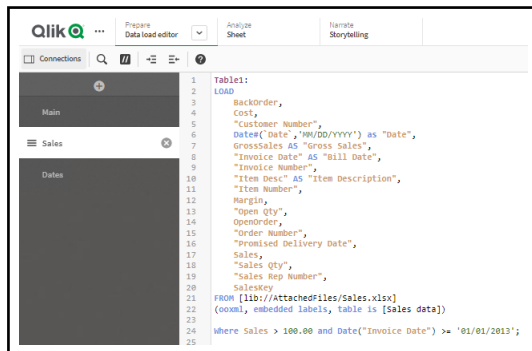 Qlik
Prepare
Data load editor
Analyze
Sheet
Narrate
Storytelling
Connections
Main
Sales
Dates
1 Table1:
2 LOAD
3 BackOrder,
4 Cost,
5 "Customer Number",
6 Date#(`Date`,'MM/DD/YYYY') as "Date",
7 GrossSales AS "Gross Sales",
8 "Invoice Date" AS "Bill Date",
9 "Invoice Number",
10 "Item Desc" AS "Item Description",
11 "Item Number",
12 Margin,
13 "Open Qty",
14 OpenOrder,
15 "Order Number",
16 "Promised Delivery Date",
17 Sales,
18 "Sales Qty",
19 "Sales Rep Number",
20 SalesKey
21 FROM [lib://AttachedFiles/Sales.xlsx]
22 (ooxml, embedded labels, table is [Sales data])
23
24 Where Sales > 100.00 and Date("Invoice Date") >= '01/01/2013';
25